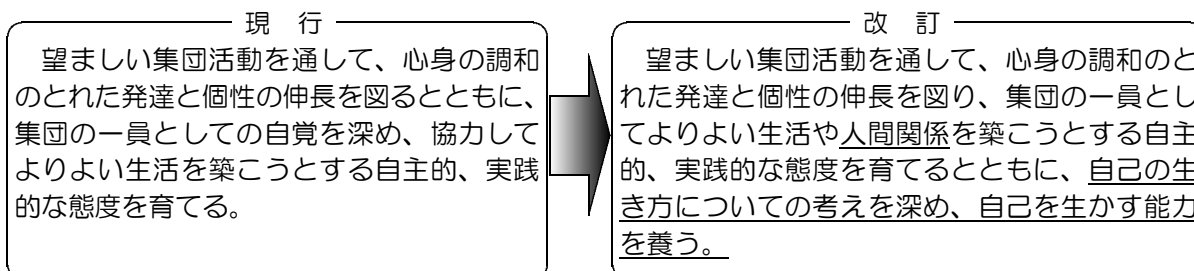 現 行
望ましい集団活動を通して、心身の調和
のとれた発達と個性の伸長を図るとともに、
集団の一員としての自覚を深め、協力して
よりよい生活を築こうとする自主的、実践
的な態度を育てる。
改 訂
望ましい集団活動を通して、心身の調和のと
れた発達と個性の伸長を図り、集団の一員とし
てよりよい生活や人間関係を築こうとする自主
的、実践的な態度を育てるとともに、自己の生
き方についての考えを深め、自己を生かす能力
を養う。